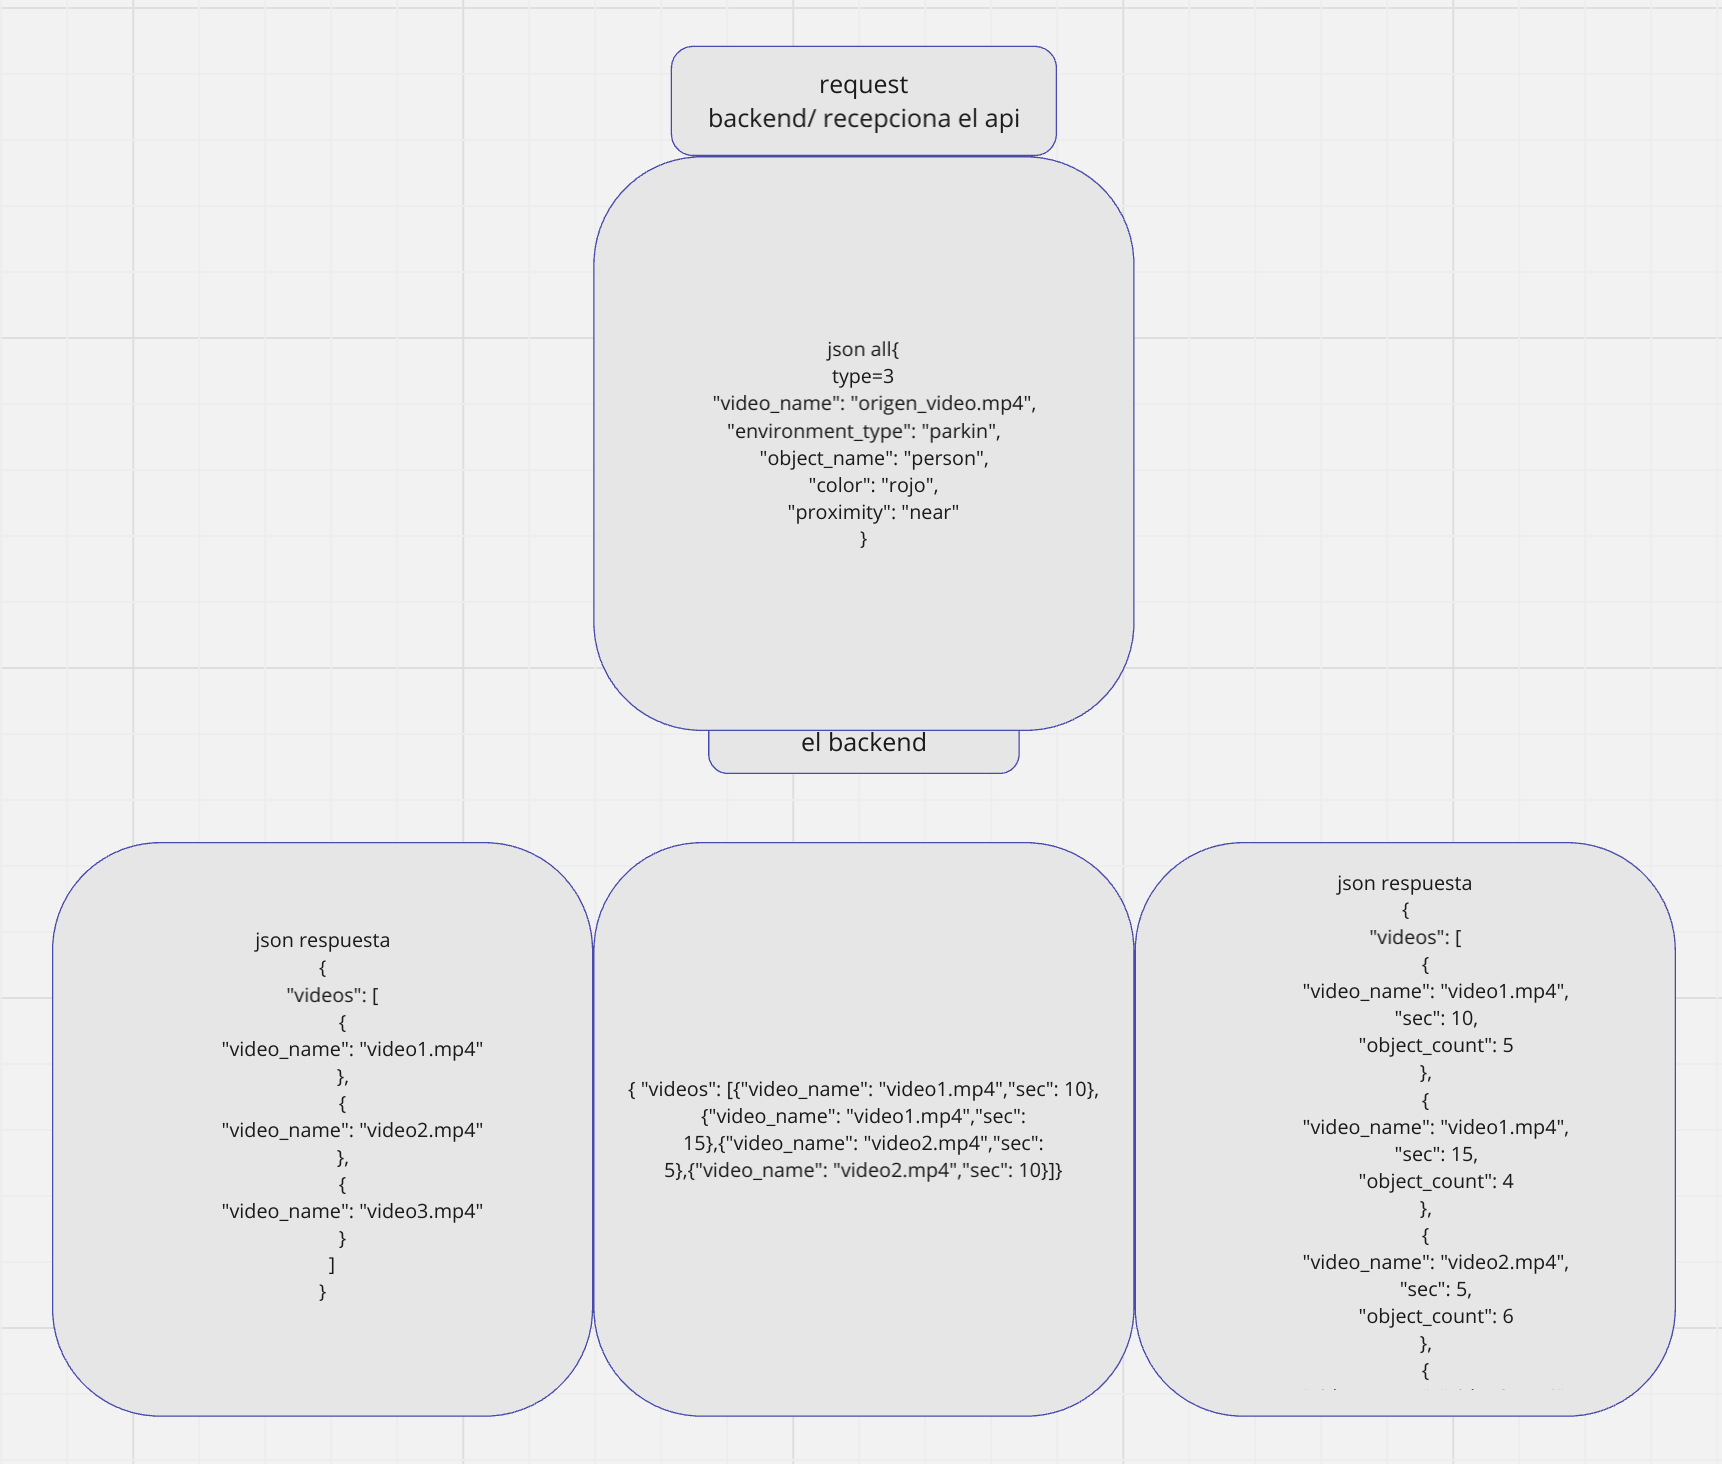 request
backend/ recepciona el api
json all{
type=3
"video_name": "origen_video.mp4",
"environment_type": "parkin",
"object_name": "person",
"color": "rojo",
"proximity": "near"
}
el backend
json respuesta
{
"videos": [
{
"video_name": "video1.mp4"
},
{
"video_name": "video2.mp4"
},
{
"video_name": "video3.mp4"
}
]
}
{ "videos": [{"video_name": "video1.mp4","sec": 10},
{"video_name": "video1.mp4","sec":
15},{"video_name": "video2.mp4","sec":
5},{"video_name": "video2.mp4","sec": 10}]}
json respuesta
{
"videos": [
{
"video_name": "video1.mp4",
"sec": 10,
"object_count": 5
},
{
"video_name": "video1.mp4",
"sec": 15,
"object_count": 4
},
{
"video_name": "video2.mp4",
"sec": 5,
"object_count": 6
},
{